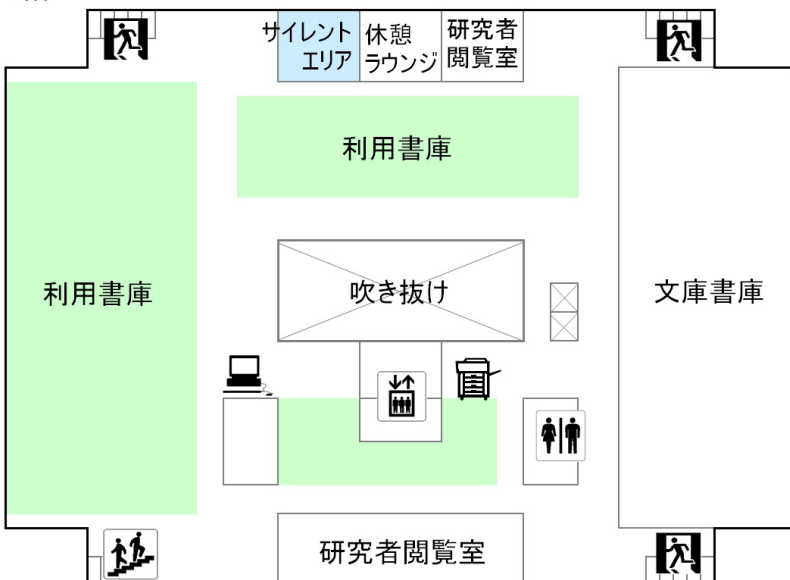 サイレント
エリア
休憩
ラウンジ
研究者
閲覧室
利用書庫
利用書庫
吹き抜け
文庫書庫
研究者閲覧室